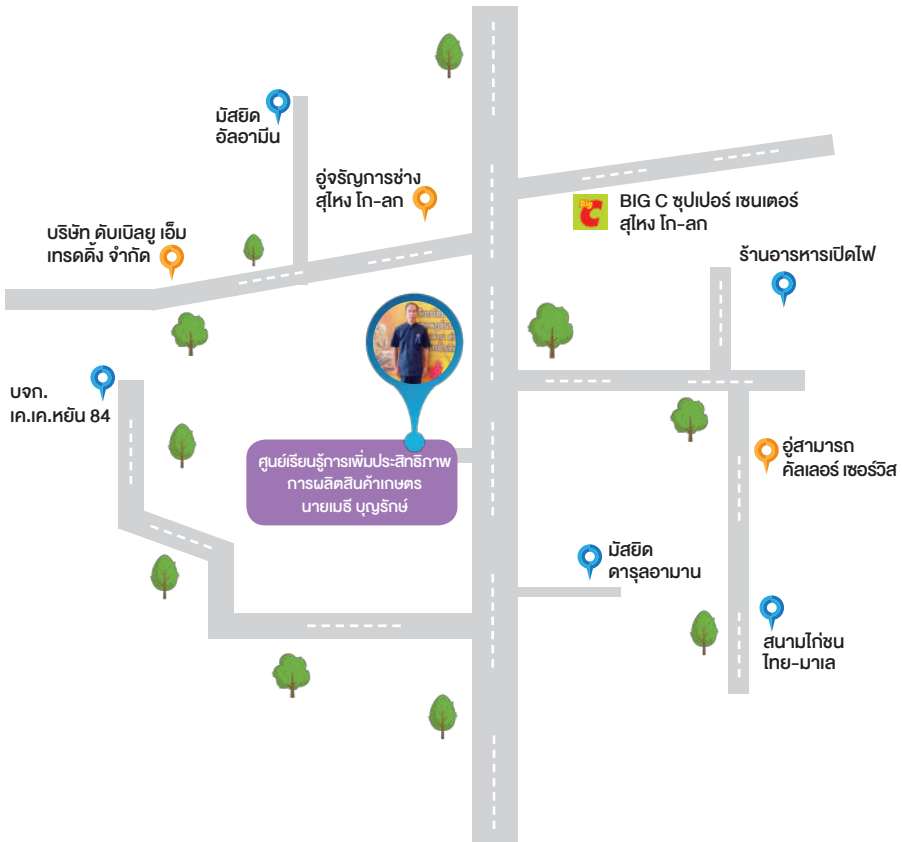 มัสยิด
อัลอามีน
อู่จรัญการช่าง
สุไหง โก-ลก
บริษัท ดับเบิลยู เอ็ม
เทรดดิ้ง จำกัด
Big
C
BIG C ซุปเปอร์ เซนเตอร์
สุไหง โก-ลก
ร้านอารหารเปิดไฟ
บจก.
เค.เค.หยัน 84
ศูนย์เรียนรู้การเพิ่มประสิทธิภาพ
การผลิตสินค้าเกษตร
นายเมธี บุญรักษ์
อู่สามารถ
คัลเลอร์ เซอร์วิส
มัสยิด
ดารุลอามาน
สนามไก่ชน
ไทย-มาเล